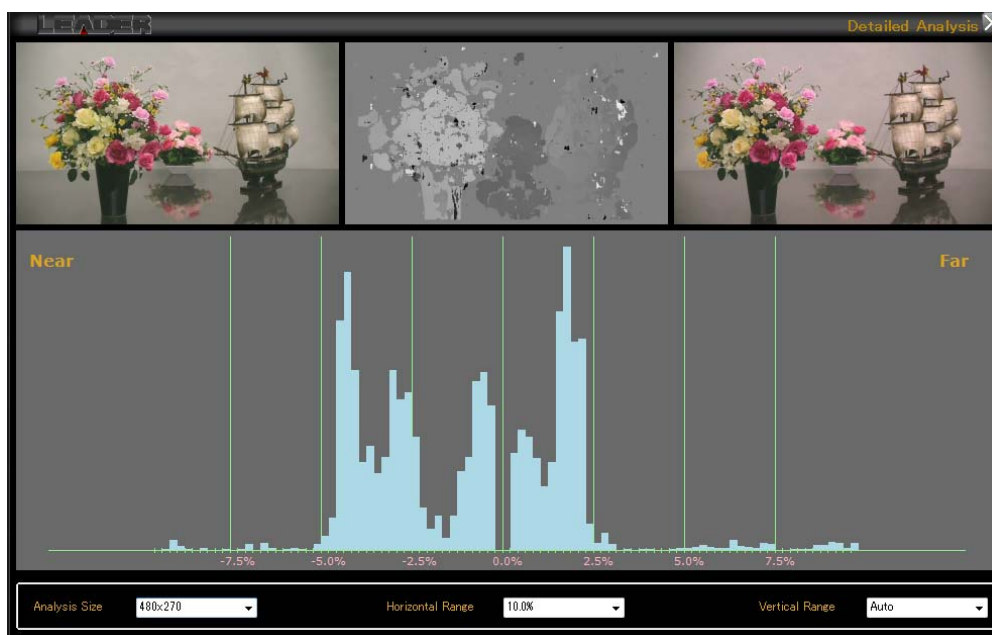 LEADER
Detailed Analysis X
Near
Far
-7.5%
-5.0%
-2.5%
0.0%
2.5%
5.0%
7.5%
Analysis Size 480x270 Horizontal Range 10.0% Vertical Range Auto